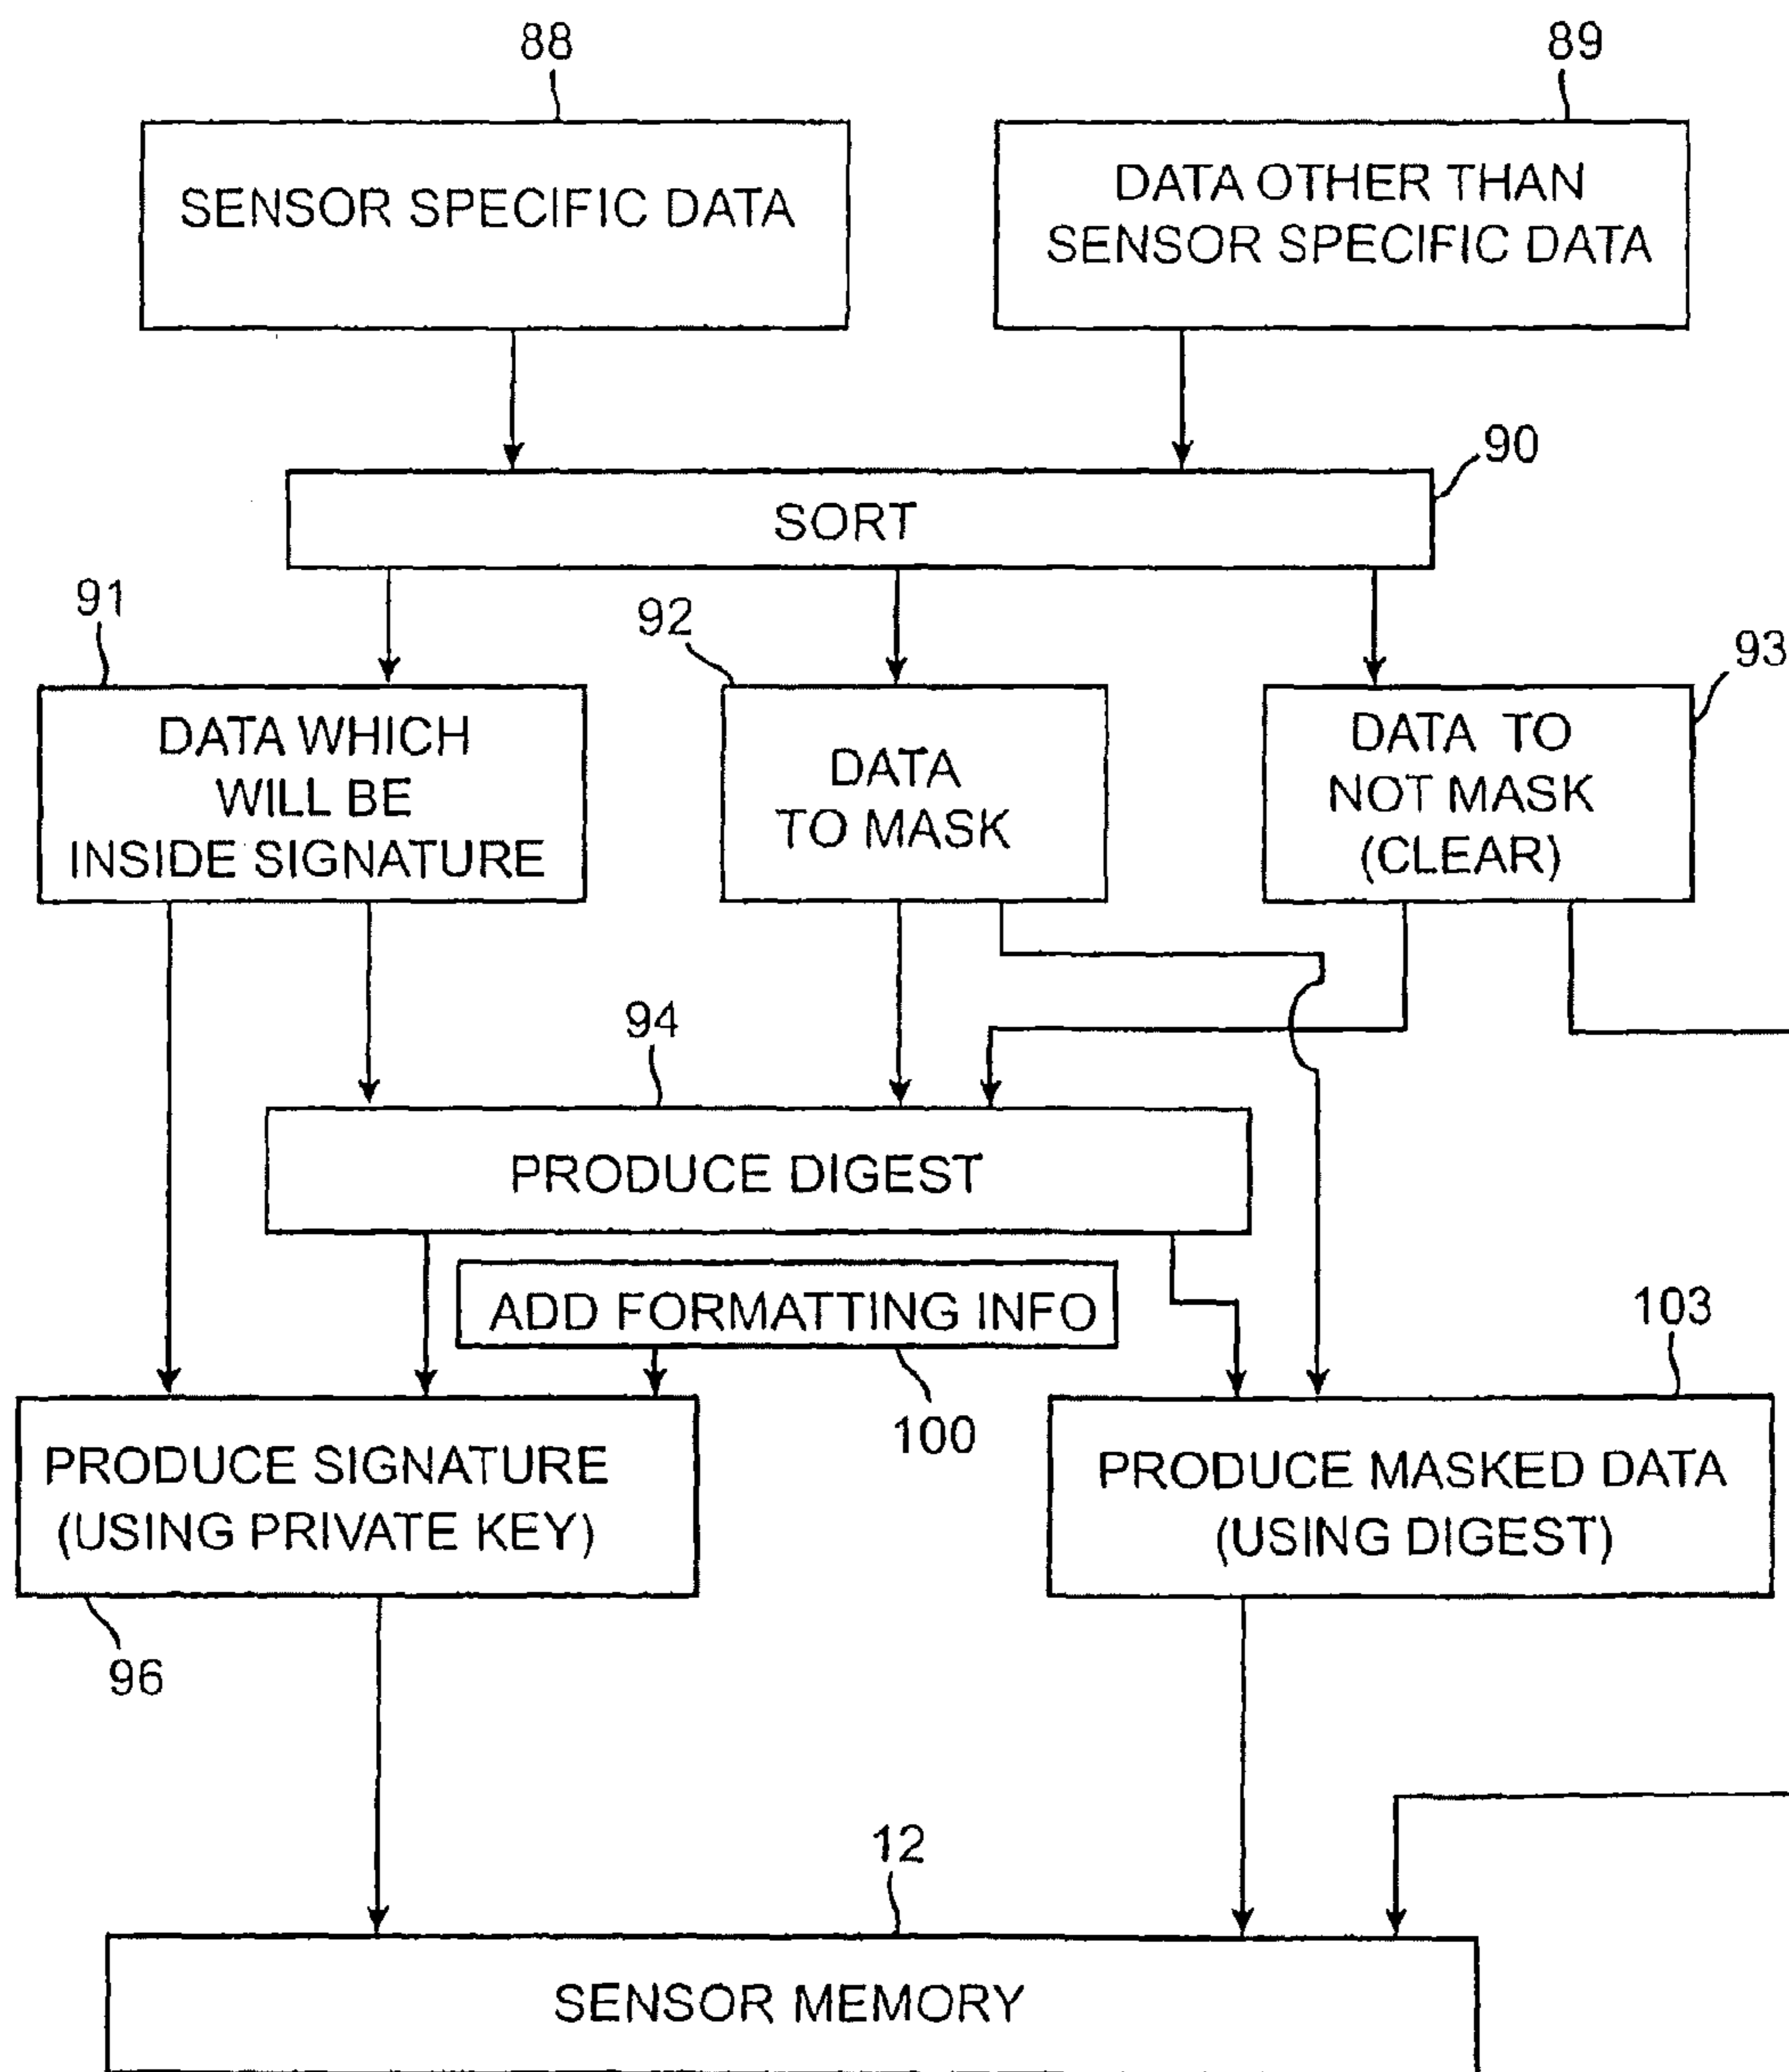 88
89
SENSOR SPECIFIC DATA
DATA OTHER THAN
SENSOR SPECIFIC DATA
90
SORT
91
92
93
DATA WHICH
WILL BE
INSIDE SIGNATURE
DATA
TO MASK
DATA TO
NOT MASK
(CLEAR)
94
PRODUCE DIGEST
ADD FORMATTING INFO
100
103
PRODUCE SIGNATURE
(USING PRIVATE KEY)
96
PRODUCE MASKED DATA
(USING DIGEST)
12
SENSOR MEMORY